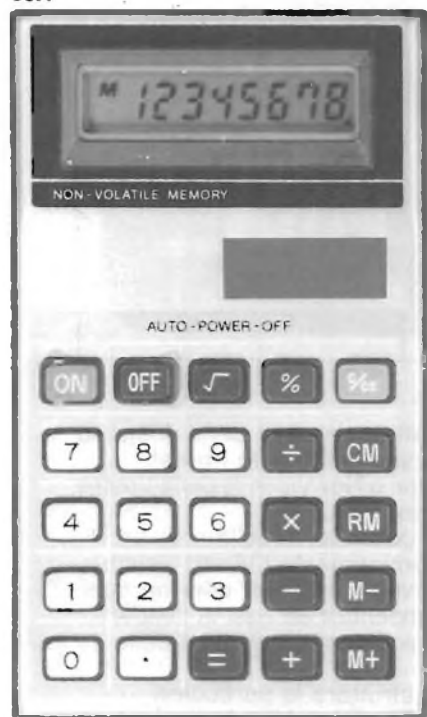 M 12345678
NON-VOLATILE MEMORY
AUTO-POWER-OFF
ON OFF √ % C/CE
7 8 9 ÷ CM
4 5 6 × RM
1 2 3 − M−
0 · = + M+